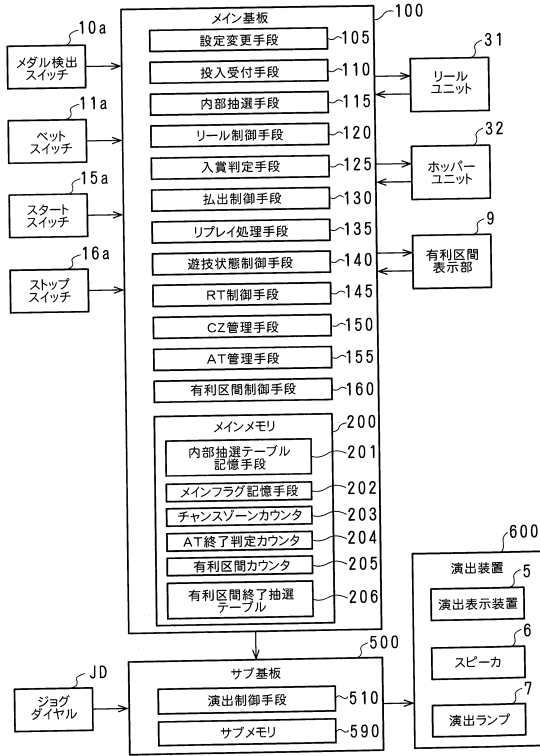 メイン基板
100
設定変更手段
105
投入受付手段
110
内部抽選手段
115
リール制御手段
120
入賞判定手段
125
払出制御手段
130
リプレイ処理手段
135
遊技状態制御手段
140
RT制御手段
145
CZ管理手段
150
AT管理手段
155
有利区間制御手段
160
メインメモリ
200
内部抽選テーブル
記憶手段
201
メインフラグ記憶手段
202
チャンスゾーンカウンタ
203
AT終了判定カウンタ
204
有利区間カウンタ
205
有利区間終了抽選
テーブル
206
10a
メダル検出
スイッチ
11a
ベット
スイッチ
15a
スタート
スイッチ
16a
ストップ
スイッチ
31
リール
ユニット
32
ホッパー
ユニット
9
有利区間
表示部
JD
ジョグ
ダイヤル
500
サブ基板
演出制御手段
510
サブメモリ
590
600
演出装置
5
演出表示装置
6
スピーカ
7
演出ランプ